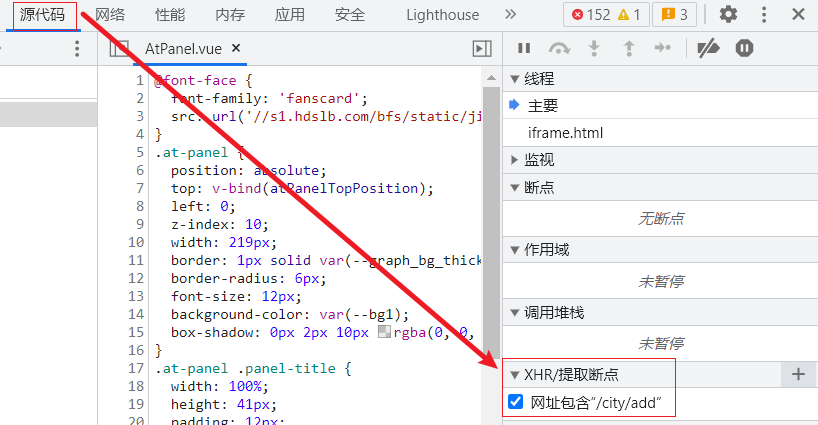 源代码 网络 性能 内存 应用 安全 Lighthouse » 152 1 3
AtPanel.vue ×
1 @font-face {
2 font-family: 'fanscard';
3 src: url('//s1.hdslb.com/bfs/static/ji
4 }
5 .at-panel {
6 position: absolute;
7 top: v-bind(atPanelTopPosition);
8 left: 0;
9 z-index: 10;
10 width: 219px;
11 border: 1px solid var(--graph_bg_thick
12 border-radius: 6px;
13 font-size: 12px;
14 background-color: var(--bg1);
15 box-shadow: 0px 2px 10px rgba(0, 0,
16 }
17 .at-panel .panel-title {
18 width: 100%;
19 height: 41px;
20 padding: 12px;
线程
主要
iframe.html
监视
断点
无断点
作用域
未暂停
调用堆栈
未暂停
XHR/提取断点 +
网址包含“/city/add”